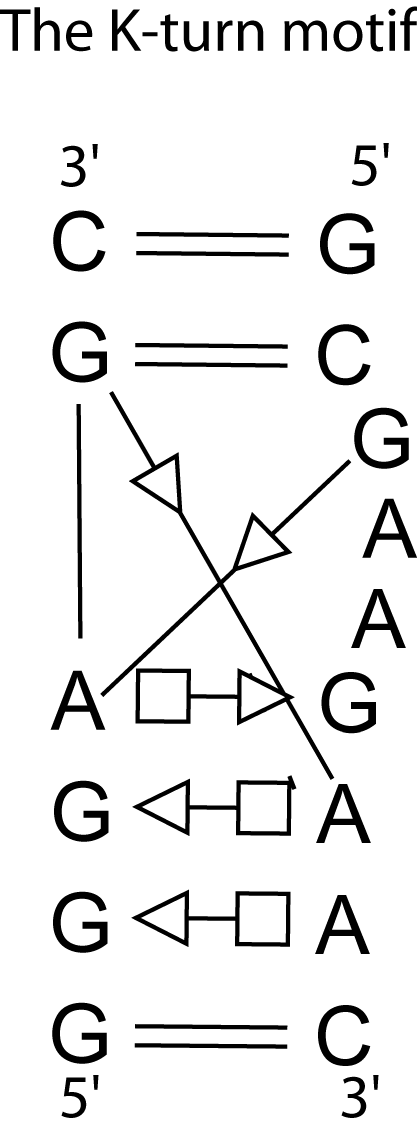 The K-turn motif
3' 5'
C G
G C
G
A
A
A G
G A
G A
G C
5' 3'